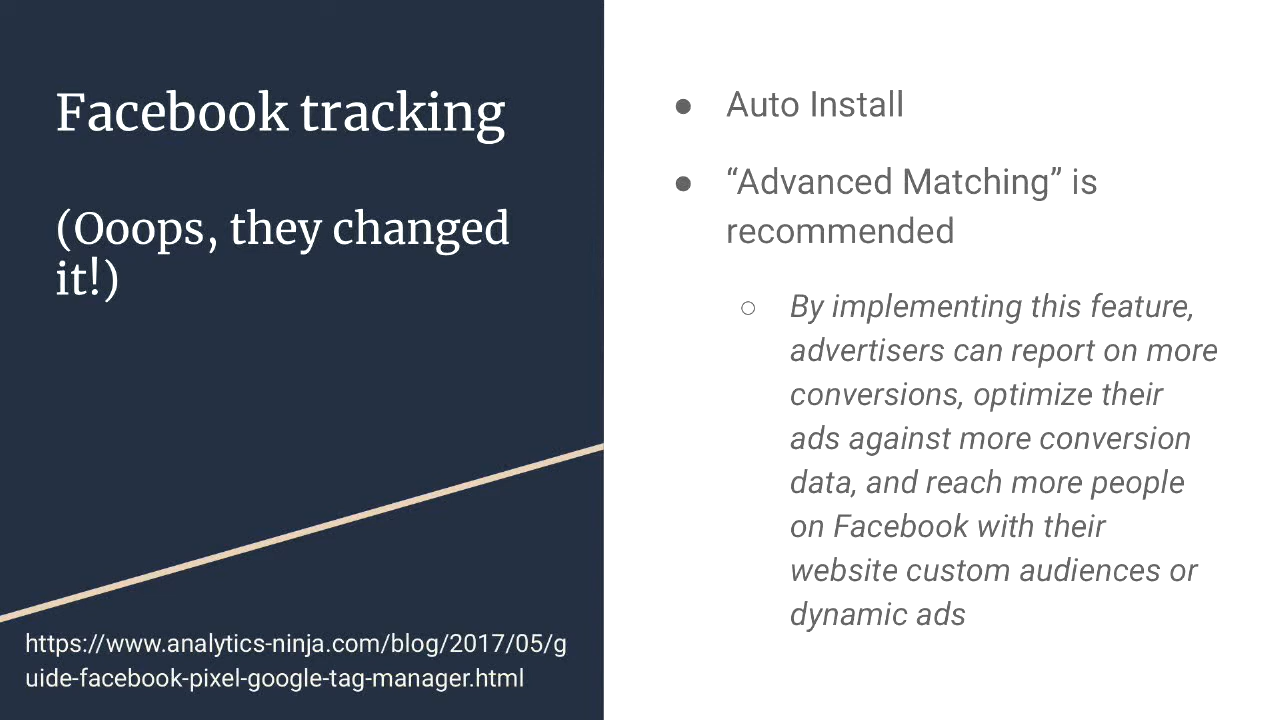 Facebook tracking
(Ooops, they changed
it!)
https://www.analytics-ninja.com/blog/2017/05/g
uide-facebook-pixel-google-tag-manager.html
● Auto Install
● “Advanced Matching” is
recommended
○ By implementing this feature,
advertisers can report on more
conversions, optimize their
ads against more conversion
data, and reach more people
on Facebook with their
website custom audiences or
dynamic ads